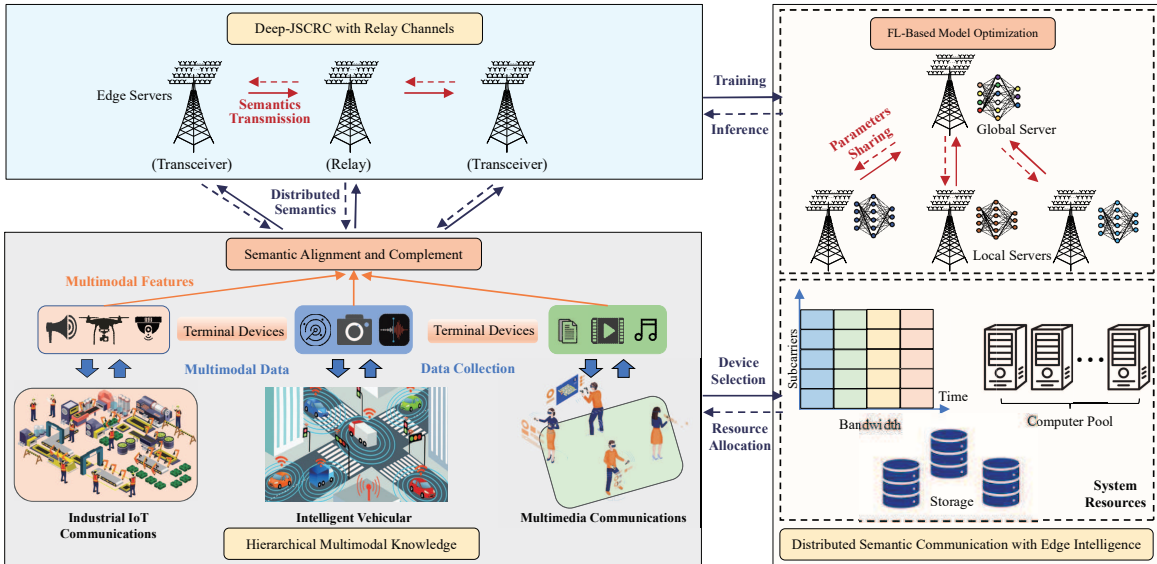 Deep-JSCRC with Relay Channels
Edge Servers
Semantics
Transmission
(Transceiver)
(Relay)
(Transceiver)
Distributed
Semantics
Training
Inference
FL-Based Model Optimization
Global Server
Parameters
Sharing
Local Servers
Semantic Alignment and Complement
Multimodal Features
Terminal Devices
Terminal Devices
Multimodal Data
Data Collection
Industrial IoT
Communications
Intelligent Vehicular
Multimedia Communications
Hierarchical Multimodal Knowledge
Device
Selection
Resource
Allocation
Subcarriers
Time
Bandwidth
Computer Pool
Storage
System
Resources
Distributed Semantic Communication with Edge Intelligence